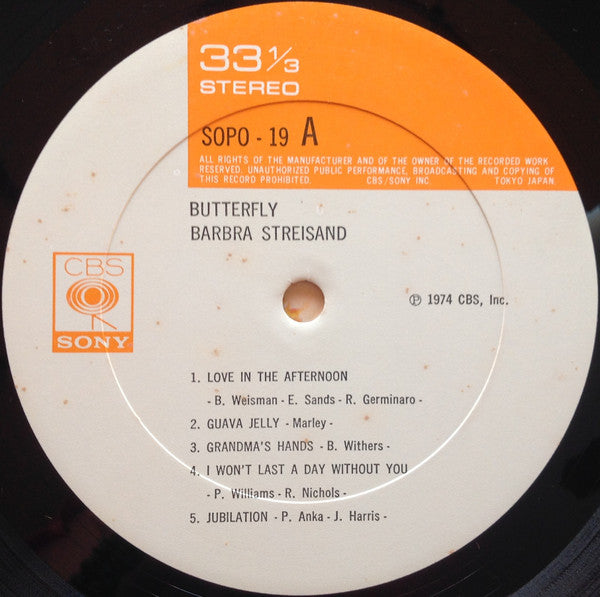 33 1/3
STEREO
SOPO - 19 A
ALL RIGHTS OF THE MANUFACTURER AND OF THE OWNER OF THE RECORDED WORK
RESERVED. UNAUTHORIZED PUBLIC PERFORMANCE, BROADCASTING AND COPYING OF
THIS RECORD PROHIBITED. CBS/SONY INC. TOKYO JAPAN.
BUTTERFLY
BARBRA STREISAND
CBS
SONY
℗ 1974 CBS, Inc.
1. LOVE IN THE AFTERNOON
- B. Weisman - E. Sands - R. Germinaro -
2. GUAVA JELLY - Marley -
3. GRANDMA'S HANDS - B. Withers -
4. I WON'T LAST A DAY WITHOUT YOU
- P. Williams - R. Nichols -
5. JUBILATION - P. Anka - J. Harris -